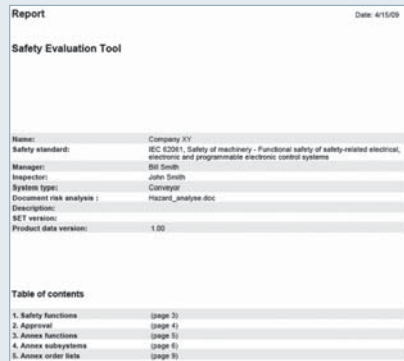 Report Date: 4/15/09
Safety Evaluation Tool
Name: Company XY
Safety standard: IEC 62061, Safety of machinery - Functional safety of safety-related electrical,
electronic and programmable electronic control systems
Manager: Bill Smith
Inspector: John Smith
System type: Conveyor
Document risk analysis : Hazard_analyse.doc
Description:
SET version:
Product data version: 1.00
Table of contents
1. Safety functions (page 3)
2. Approval (page 4)
3. Annex functions (page 5)
4. Annex subsystems (page 6)
5. Annex order lists (page 9)